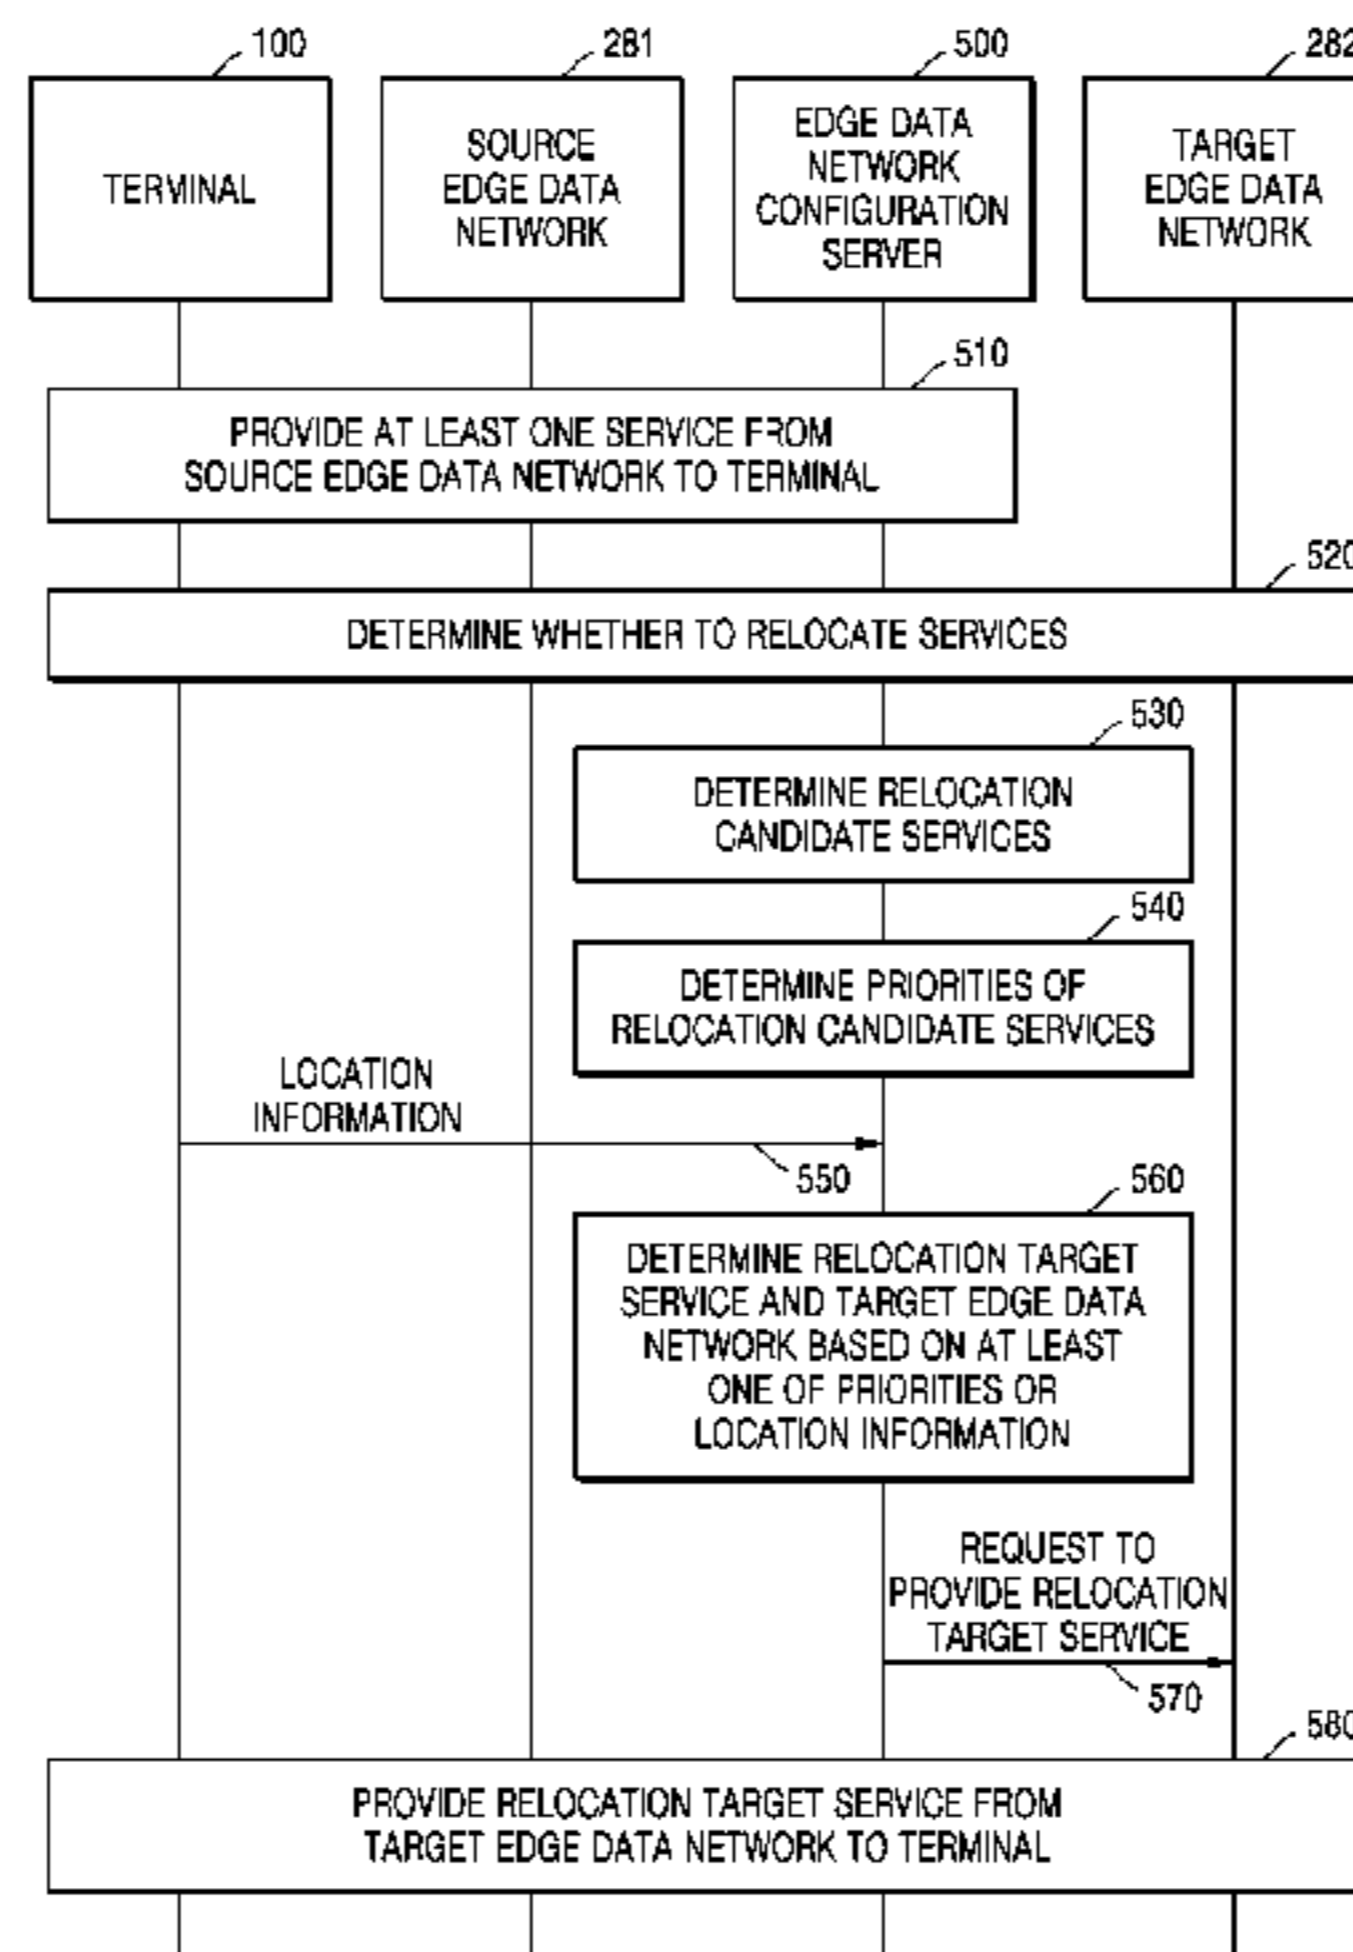 100
281
500
282
TERMINAL
SOURCE
EDGE DATA
NETWORK
EDGE DATA
NETWORK
CONFIGURATION
SERVER
TARGET
EDGE DATA
NETWORK
510
PROVIDE AT LEAST ONE SERVICE FROM
SOURCE EDGE DATA NETWORK TO TERMINAL
520
DETERMINE WHETHER TO RELOCATE SERVICES
530
DETERMINE RELOCATION
CANDIDATE SERVICES
540
DETERMINE PRIORITIES OF
RELOCATION CANDIDATE SERVICES
LOCATION
INFORMATION
550
560
DETERMINE RELOCATION TARGET
SERVICE AND TARGET EDGE DATA
NETWORK BASED ON AT LEAST
ONE OF PRIORITIES OR
LOCATION INFORMATION
REQUEST TO
PROVIDE RELOCATION
TARGET SERVICE
570
580
PROVIDE RELOCATION TARGET SERVICE FROM
TARGET EDGE DATA NETWORK TO TERMINAL